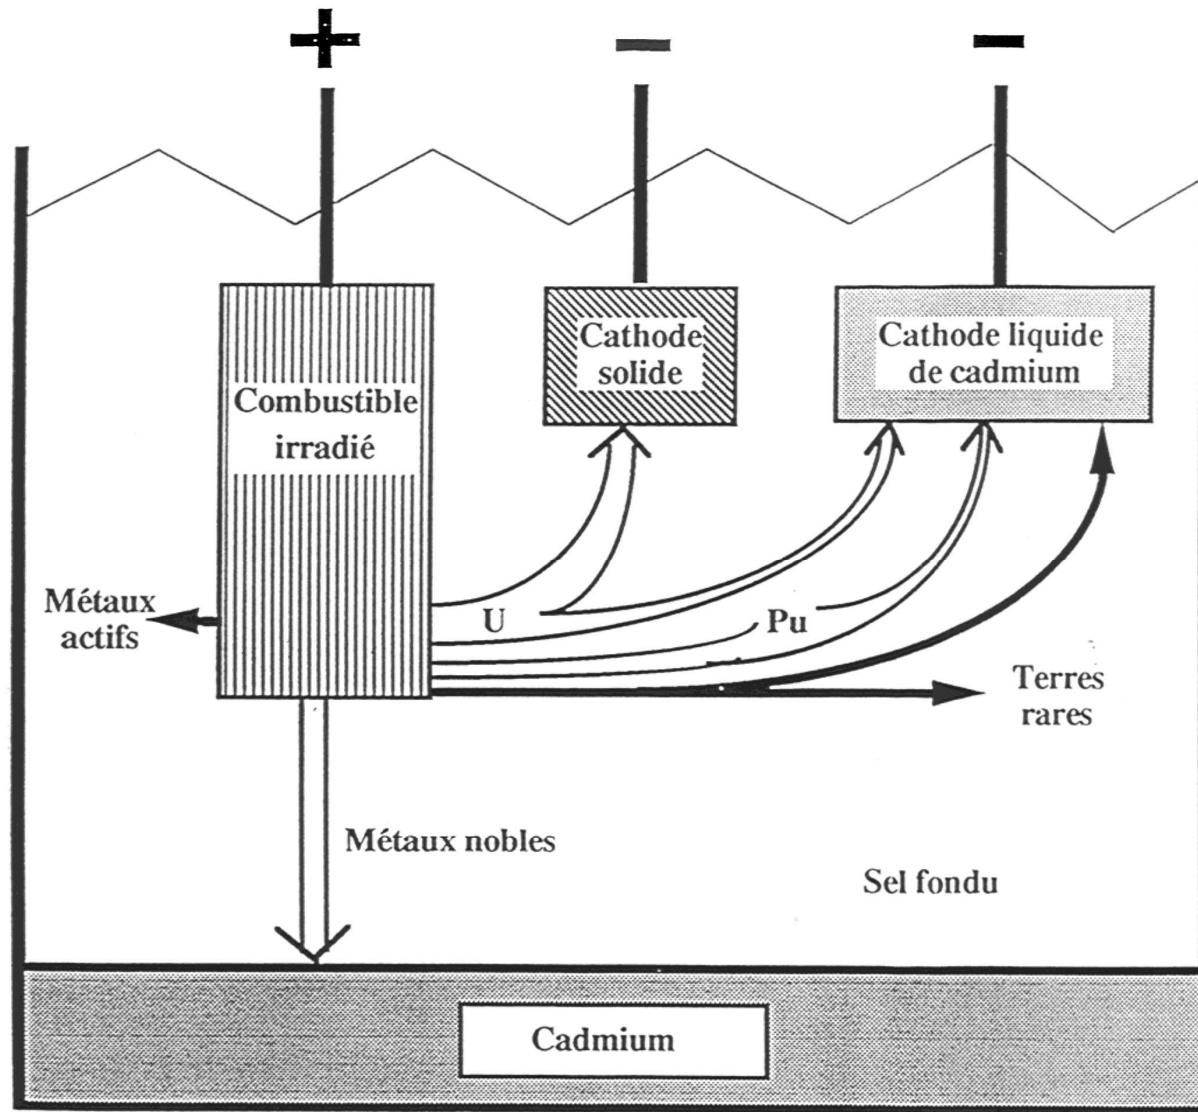 +
−
−
Cathode
solide
Cathode liquide
de cadmium
Combustible
irradié
Métaux
actifs
U
Pu
Terres
rares
Métaux nobles
Sel fondu
Cadmium